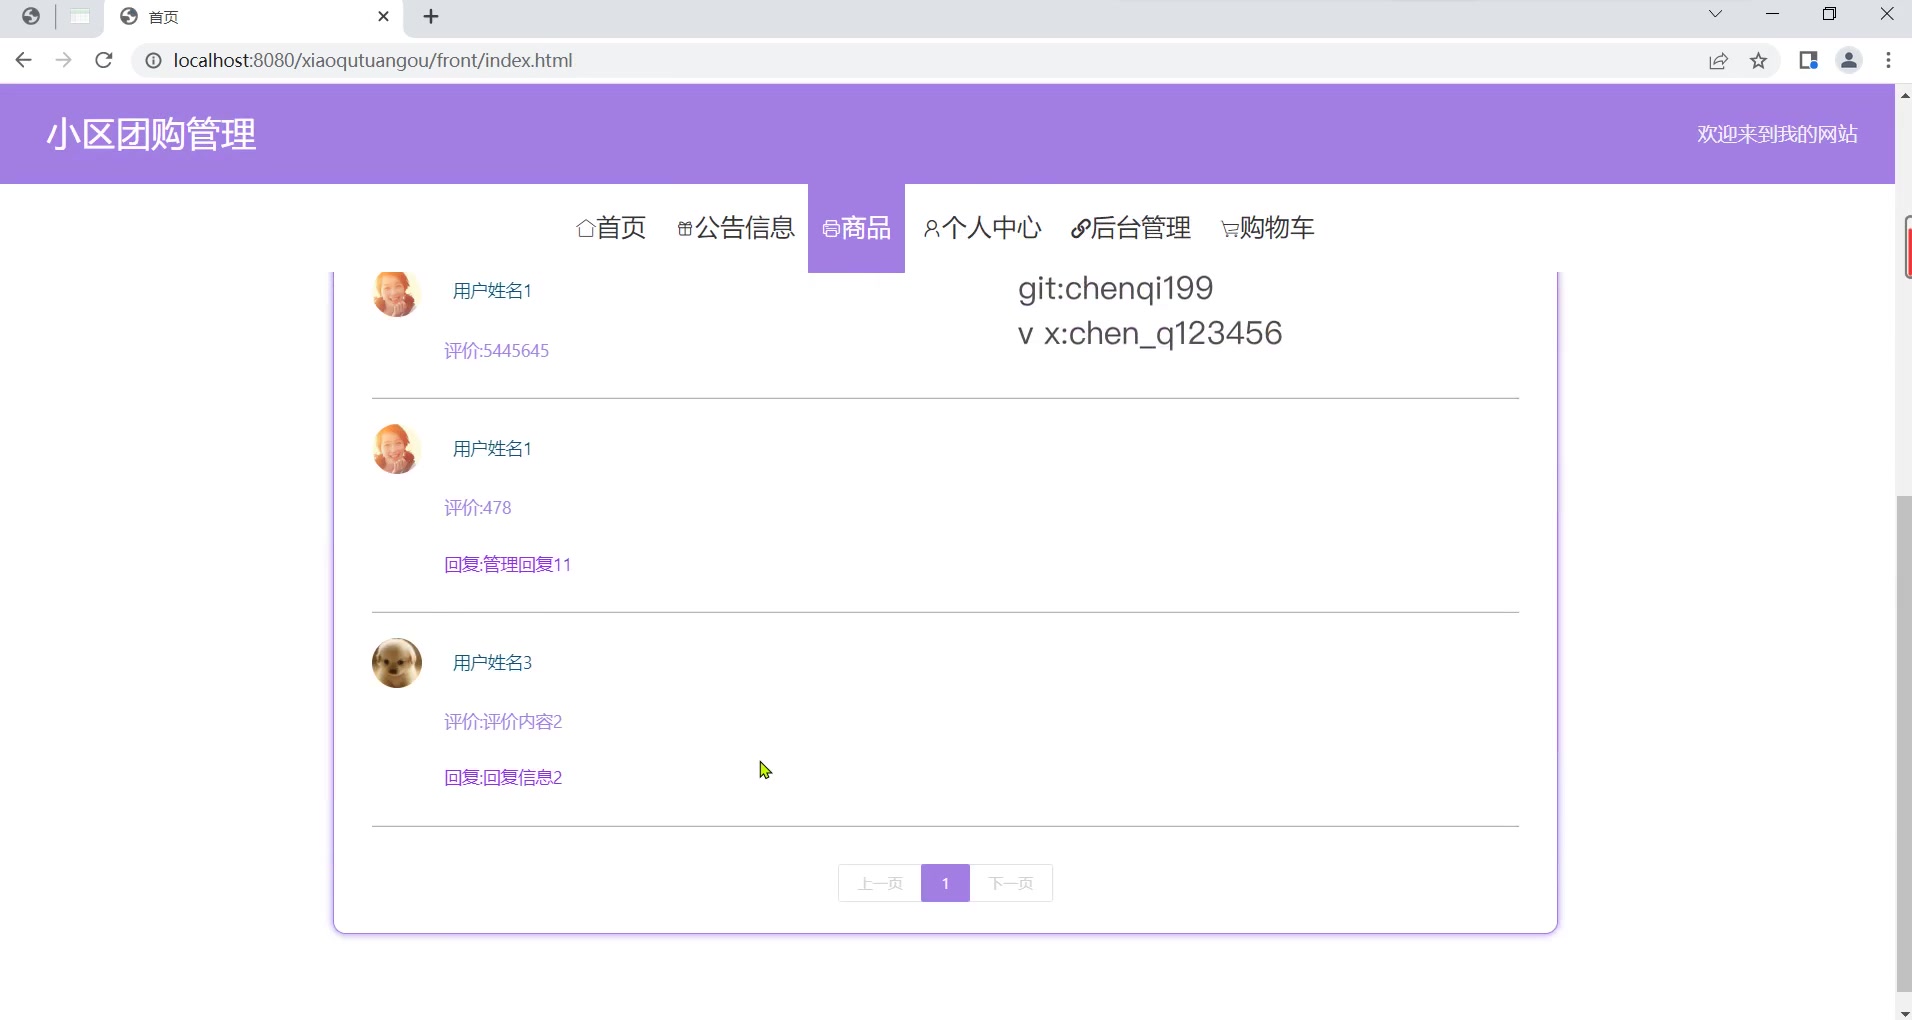 首页
localhost:8080/xiaoqutuangou/front/index.html
小区团购管理
欢迎来到我的网站
首页 公告信息 商品 个人中心 后台管理 购物车
用户姓名1
git:chenqi199
v x:chen_q123456
评价:5445645
用户姓名1
评价:478
回复:管理回复11
用户姓名3
评价:评价内容2
回复:回复信息2
上一页 1 下一页